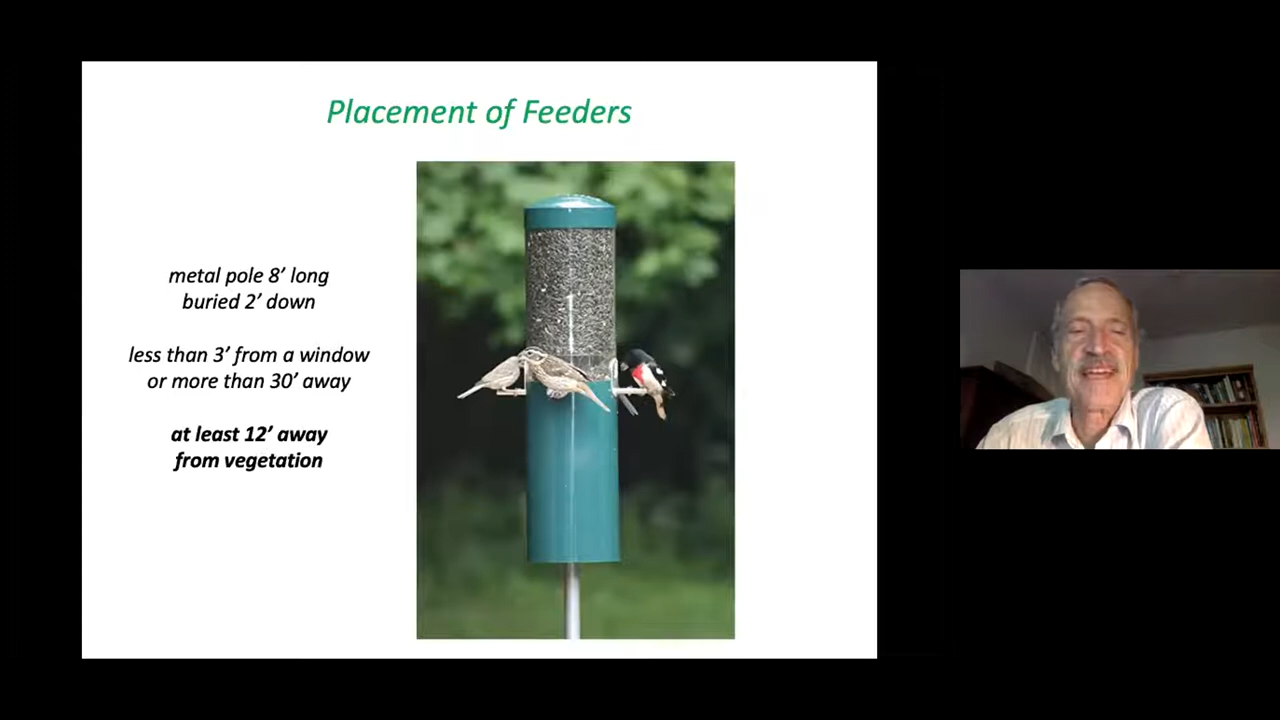 Placement of Feeders
metal pole 8’ long
buried 2’ down
less than 3’ from a window
or more than 30’ away
at least 12’ away
from vegetation